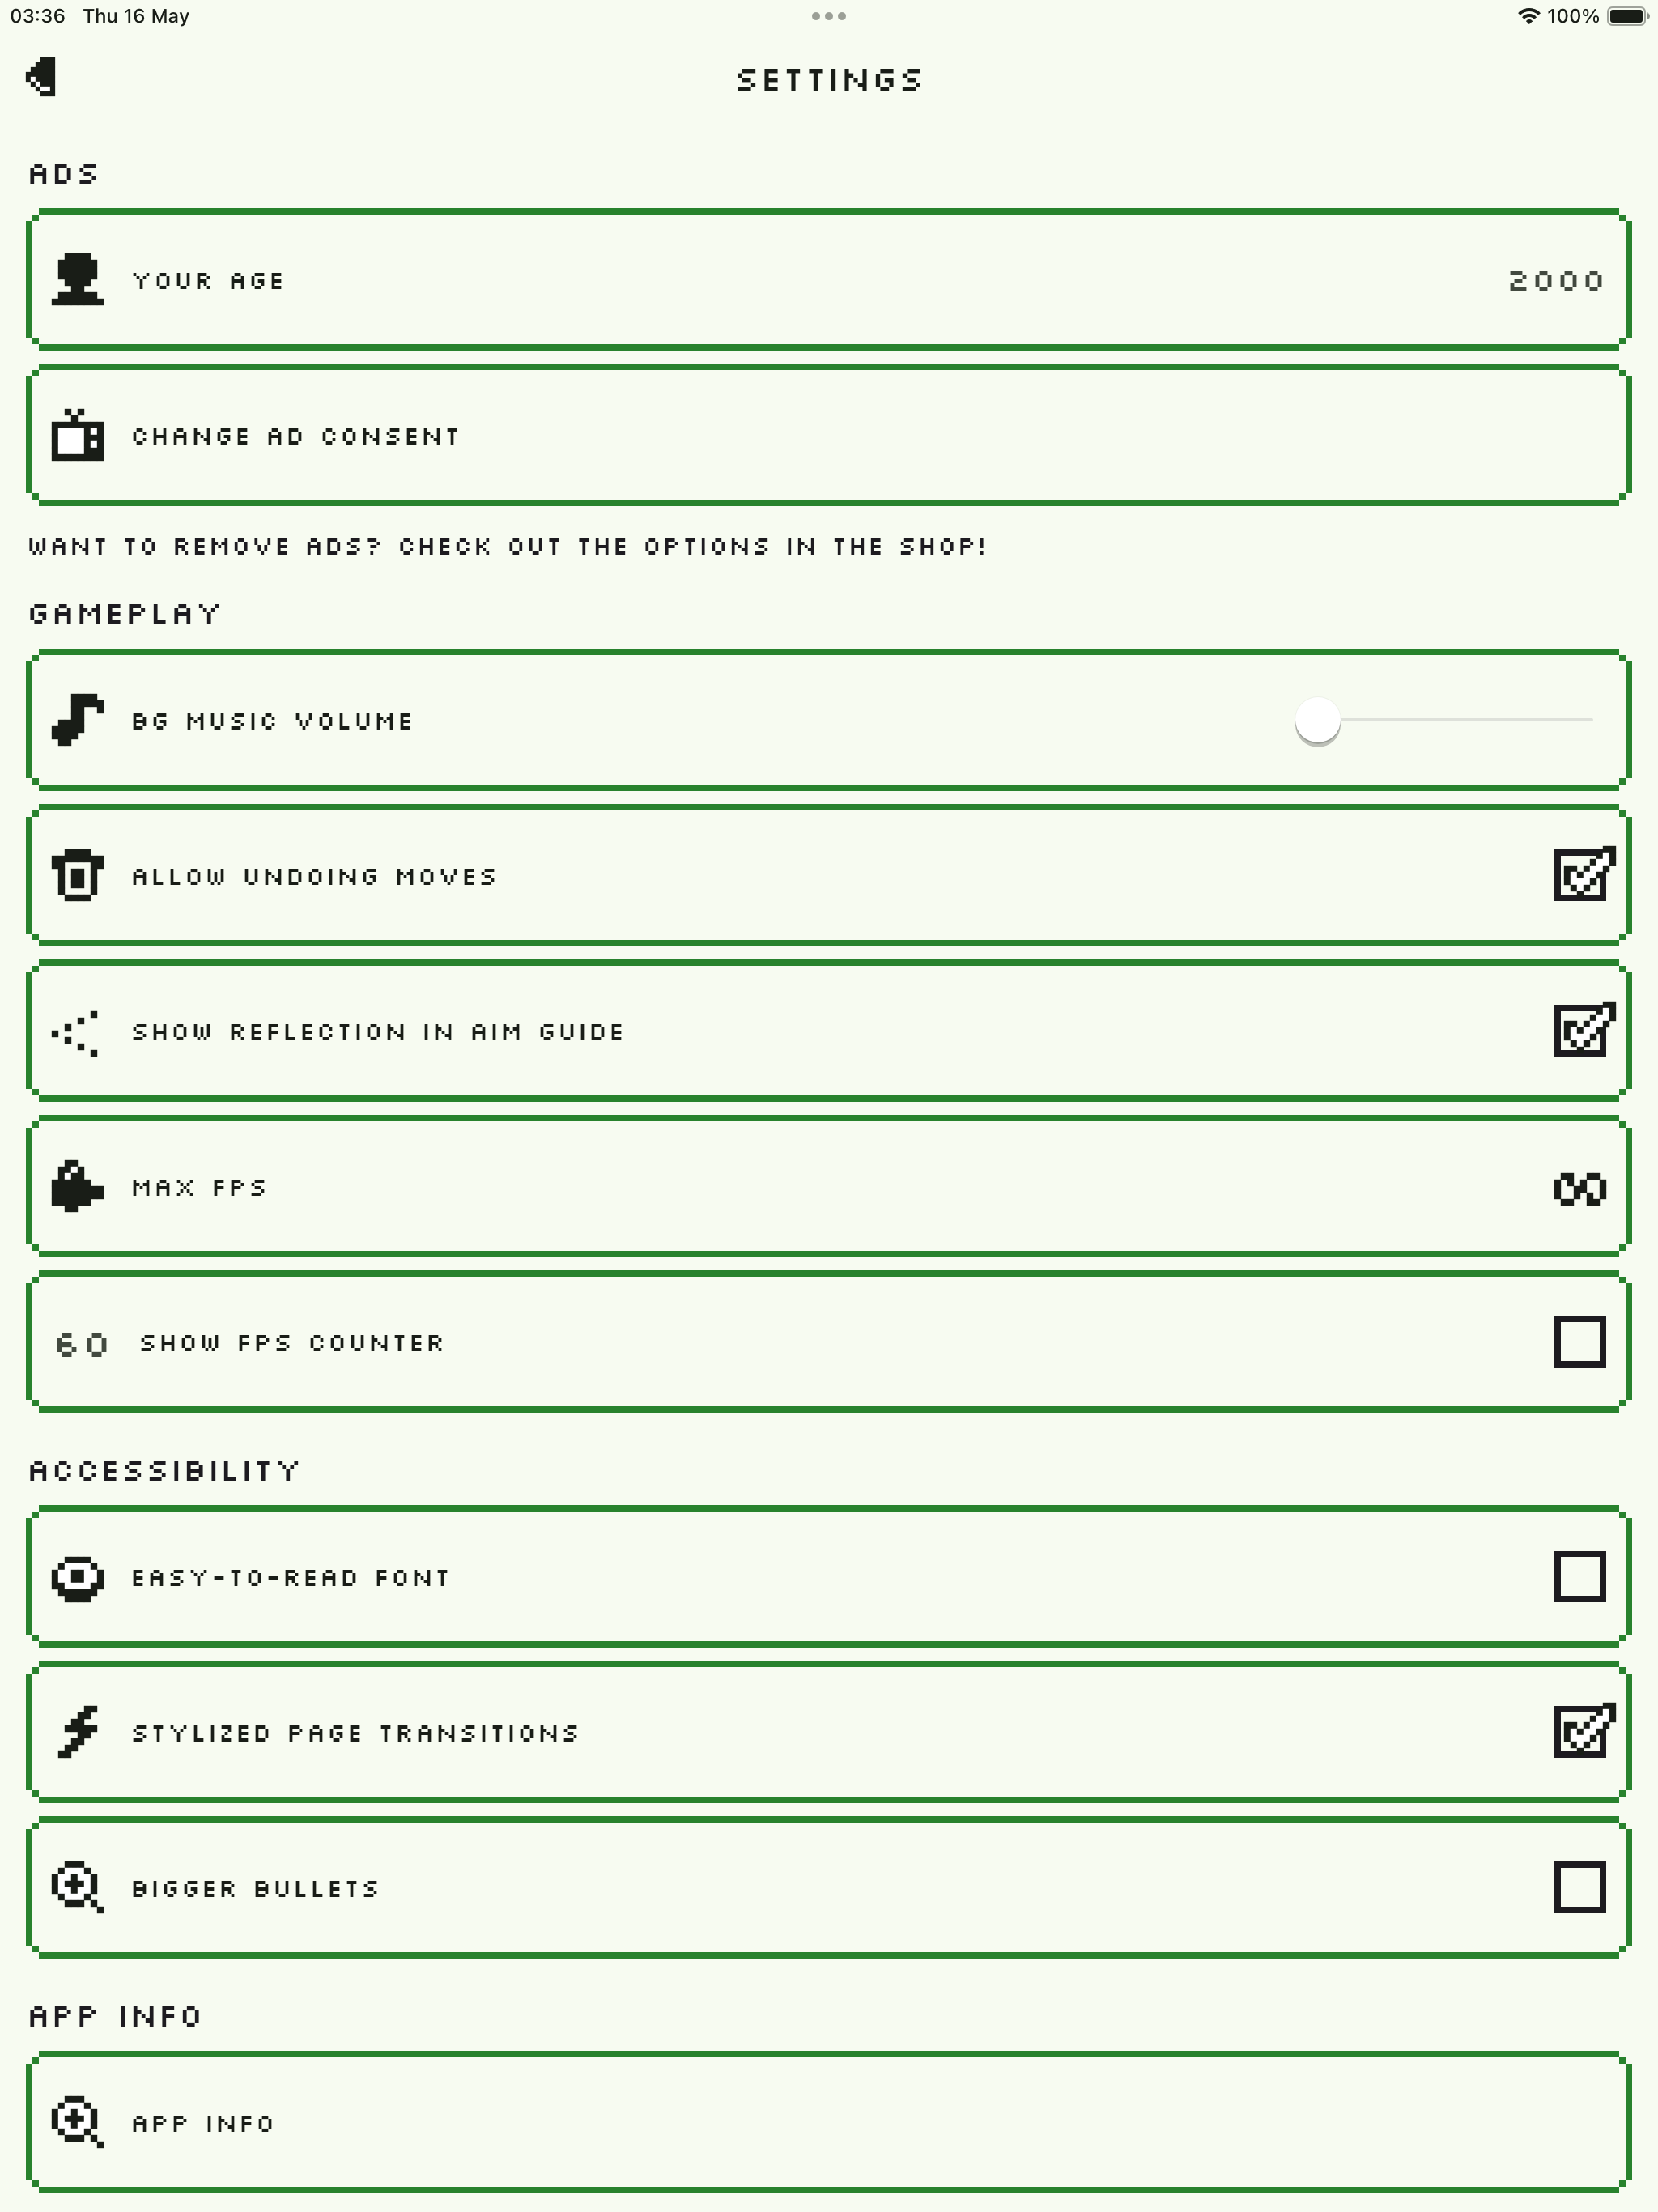 03:36 Thu 16 May 100%
SETTINGS
ADS
YOUR AGE 2000
CHANGE AD CONSENT
WANT TO REMOVE ADS? CHECK OUT THE OPTIONS IN THE SHOP!
GAMEPLAY
BG MUSIC VOLUME
ALLOW UNDOING MOVES
SHOW REFLECTION IN AIM GUIDE
MAX FPS ∞
60 SHOW FPS COUNTER
ACCESSIBILITY
EASY-TO-READ FONT
STYLIZED PAGE TRANSITIONS
BIGGER BULLETS
APP INFO
APP INFO